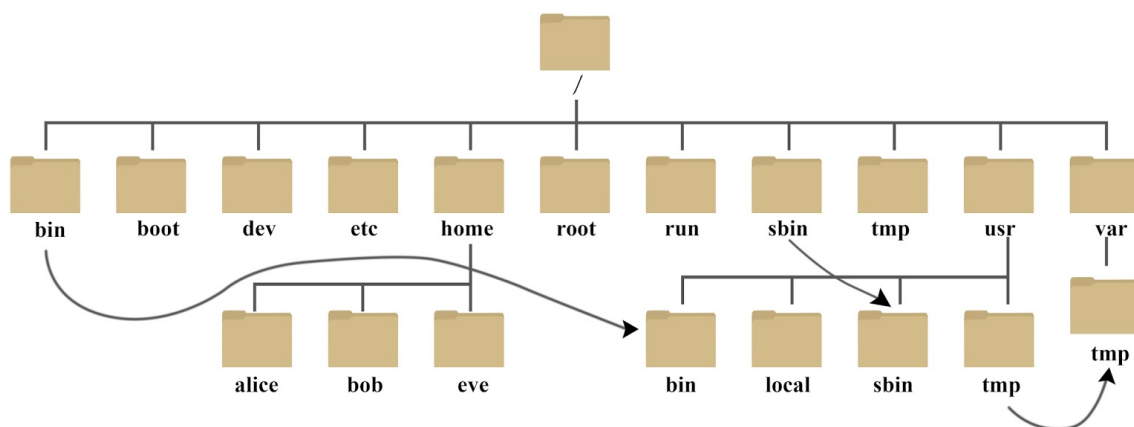 /
bin boot dev etc home root run sbin tmp usr var
tmp
alice bob eve bin local sbin tmp